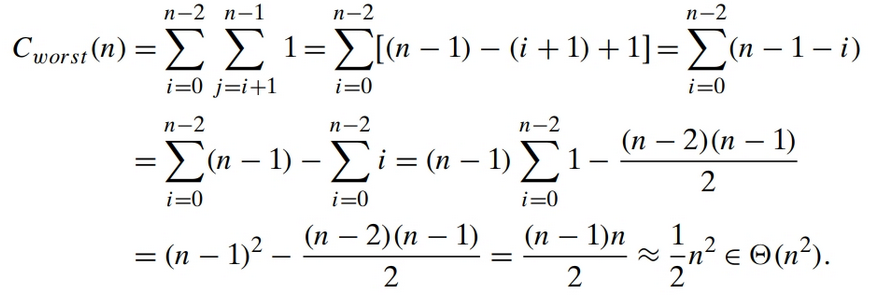 C_{worst}(n) = \sum_{i=0}^{n-2} \sum_{j=i+1}^{n-1} 1 = \sum_{i=0}^{n-2} [(n - 1) - (i + 1) + 1] = \sum_{i=0}^{n-2} (n - 1 - i)
= \sum_{i=0}^{n-2} (n - 1) - \sum_{i=0}^{n-2} i = (n - 1) \sum_{i=0}^{n-2} 1 - \frac{(n - 2)(n - 1)}{2}
= (n - 1)^2 - \frac{(n - 2)(n - 1)}{2} = \frac{(n - 1)n}{2} \approx \frac{1}{2} n^2 \in \Theta(n^2).